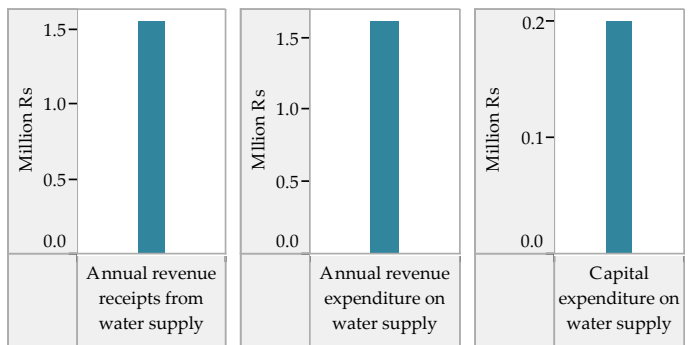 Million Rs
1.5
1.0
0.5
0.0
Annual revenue
receipts from
water supply
Mllion Rs
1.5
1.0
0.5
0.0
Annual revenue
expenditure on
water supply
Million Rs
0.2
0.1
0.0
Capital
expenditure on
water supply